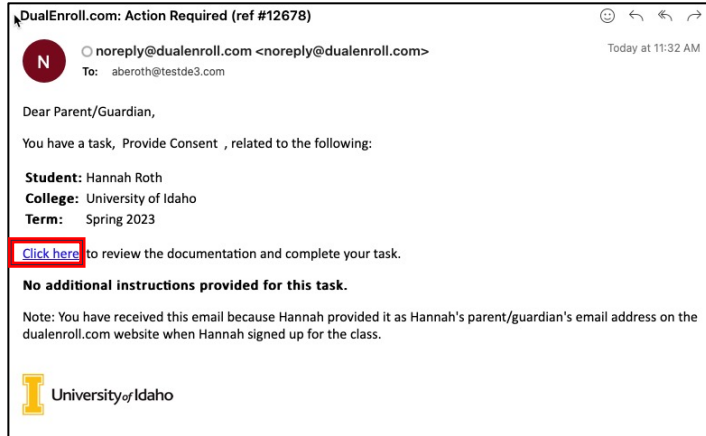 DualEnroll.com: Action Required (ref #12678)
N
noreply@dualenroll.com <noreply@dualenroll.com>
Today at 11:32 AM
To: aberoth@testde3.com
Dear Parent/Guardian,
You have a task,  Provide Consent  , related to the following:
Student: Hannah Roth
College: University of Idaho
Term: Spring 2023
Click here to review the documentation and complete your task.
No additional instructions provided for this task.
Note: You have received this email because Hannah provided it as Hannah's parent/guardian's email address on the
dualenroll.com website when Hannah signed up for the class.
I University of Idaho